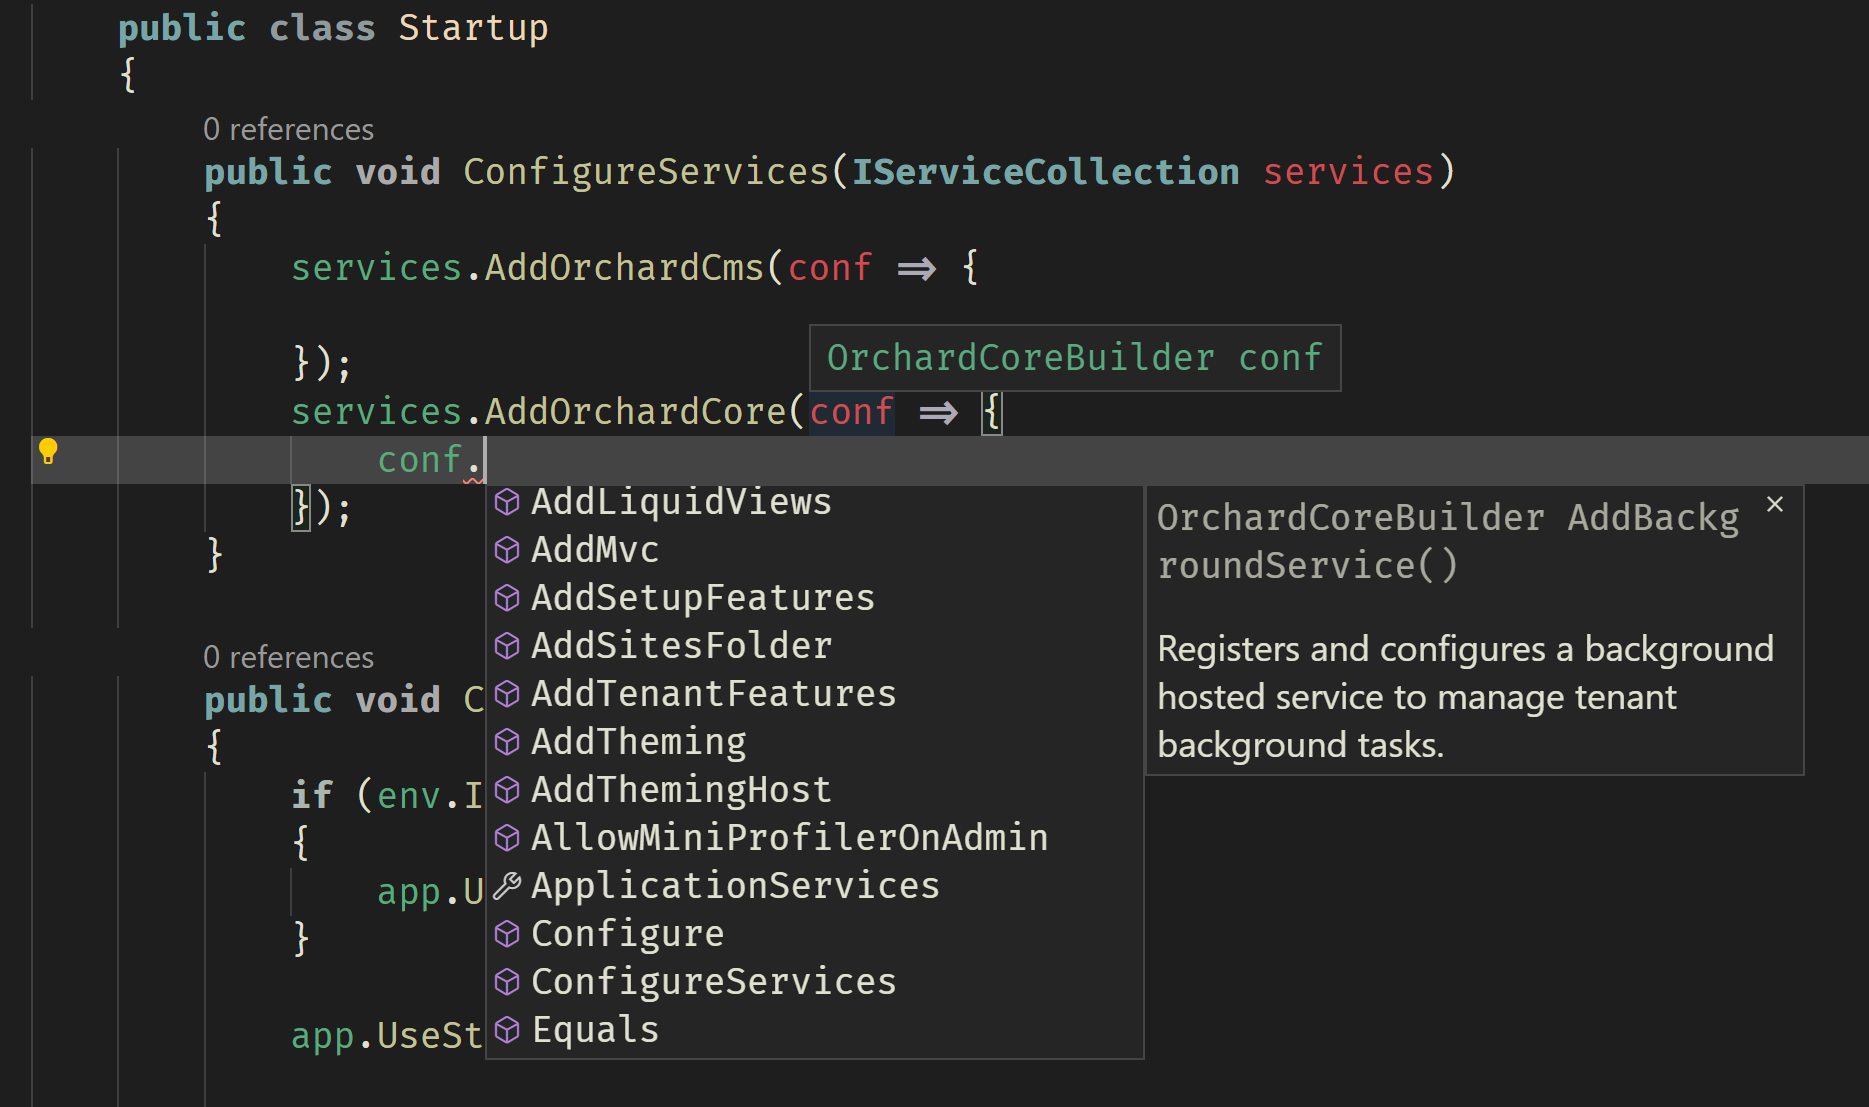 public class Startup
{
0 references
public void ConfigureServices(IServiceCollection services)
{
services.AddOrchardCms(conf => {
});
OrchardCoreBuilder conf
services.AddOrchardCore(conf => {
conf.
});
}
AddLiquidViews
AddMvc
AddSetupFeatures
AddSitesFolder
AddTenantFeatures
AddTheming
AddThemingHost
AllowMiniProfilerOnAdmin
ApplicationServices
Configure
ConfigureServices
Equals
OrchardCoreBuilder AddBackg
roundService()
Registers and configures a background
hosted service to manage tenant
background tasks.
0 references
public void C
{
if (env.I
{
app.U
}
app.UseSt